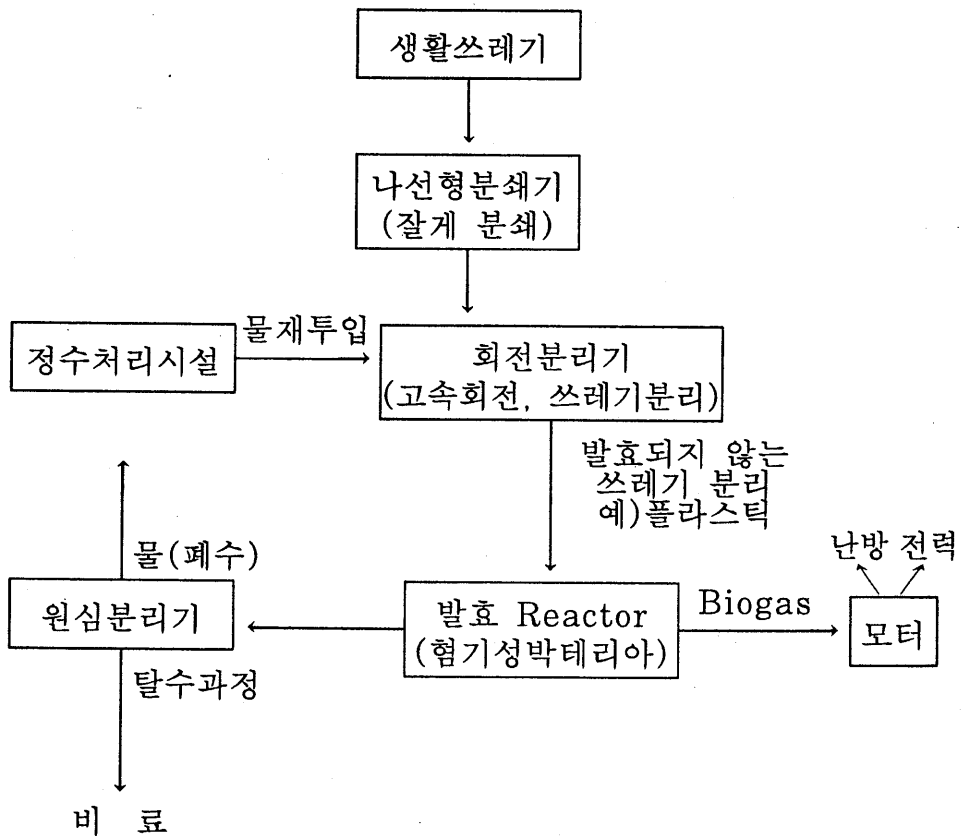 생활쓰레기
나선형분쇄기
(잘게 분쇄)
물재투입
정수처리시설
회전분리기
(고속회전, 쓰레기분리)
발효되지 않는
쓰레기 분리
예)플라스틱
난방 전력
물(폐수)
원심분리기
발효 Reactor
(혐기성박테리아)
Biogas
모터
탈수과정
비 료